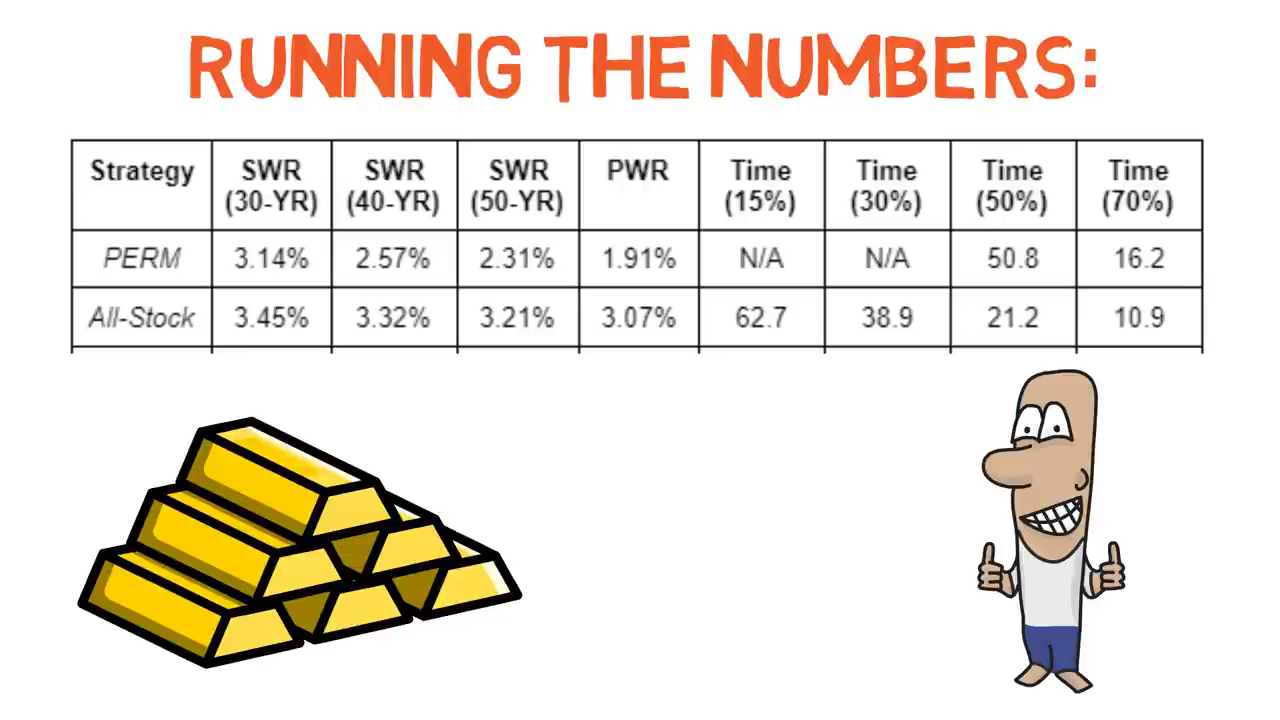 RUNNING THE NUMBERS:
Strategy SWR (30-YR) SWR (40-YR) SWR (50-YR) PWR Time (15%) Time (30%) Time (50%) Time (70%)
PERM 3.14% 2.57% 2.31% 1.91% N/A N/A 50.8 16.2
All-Stock 3.45% 3.32% 3.21% 3.07% 62.7 38.9 21.2 10.9